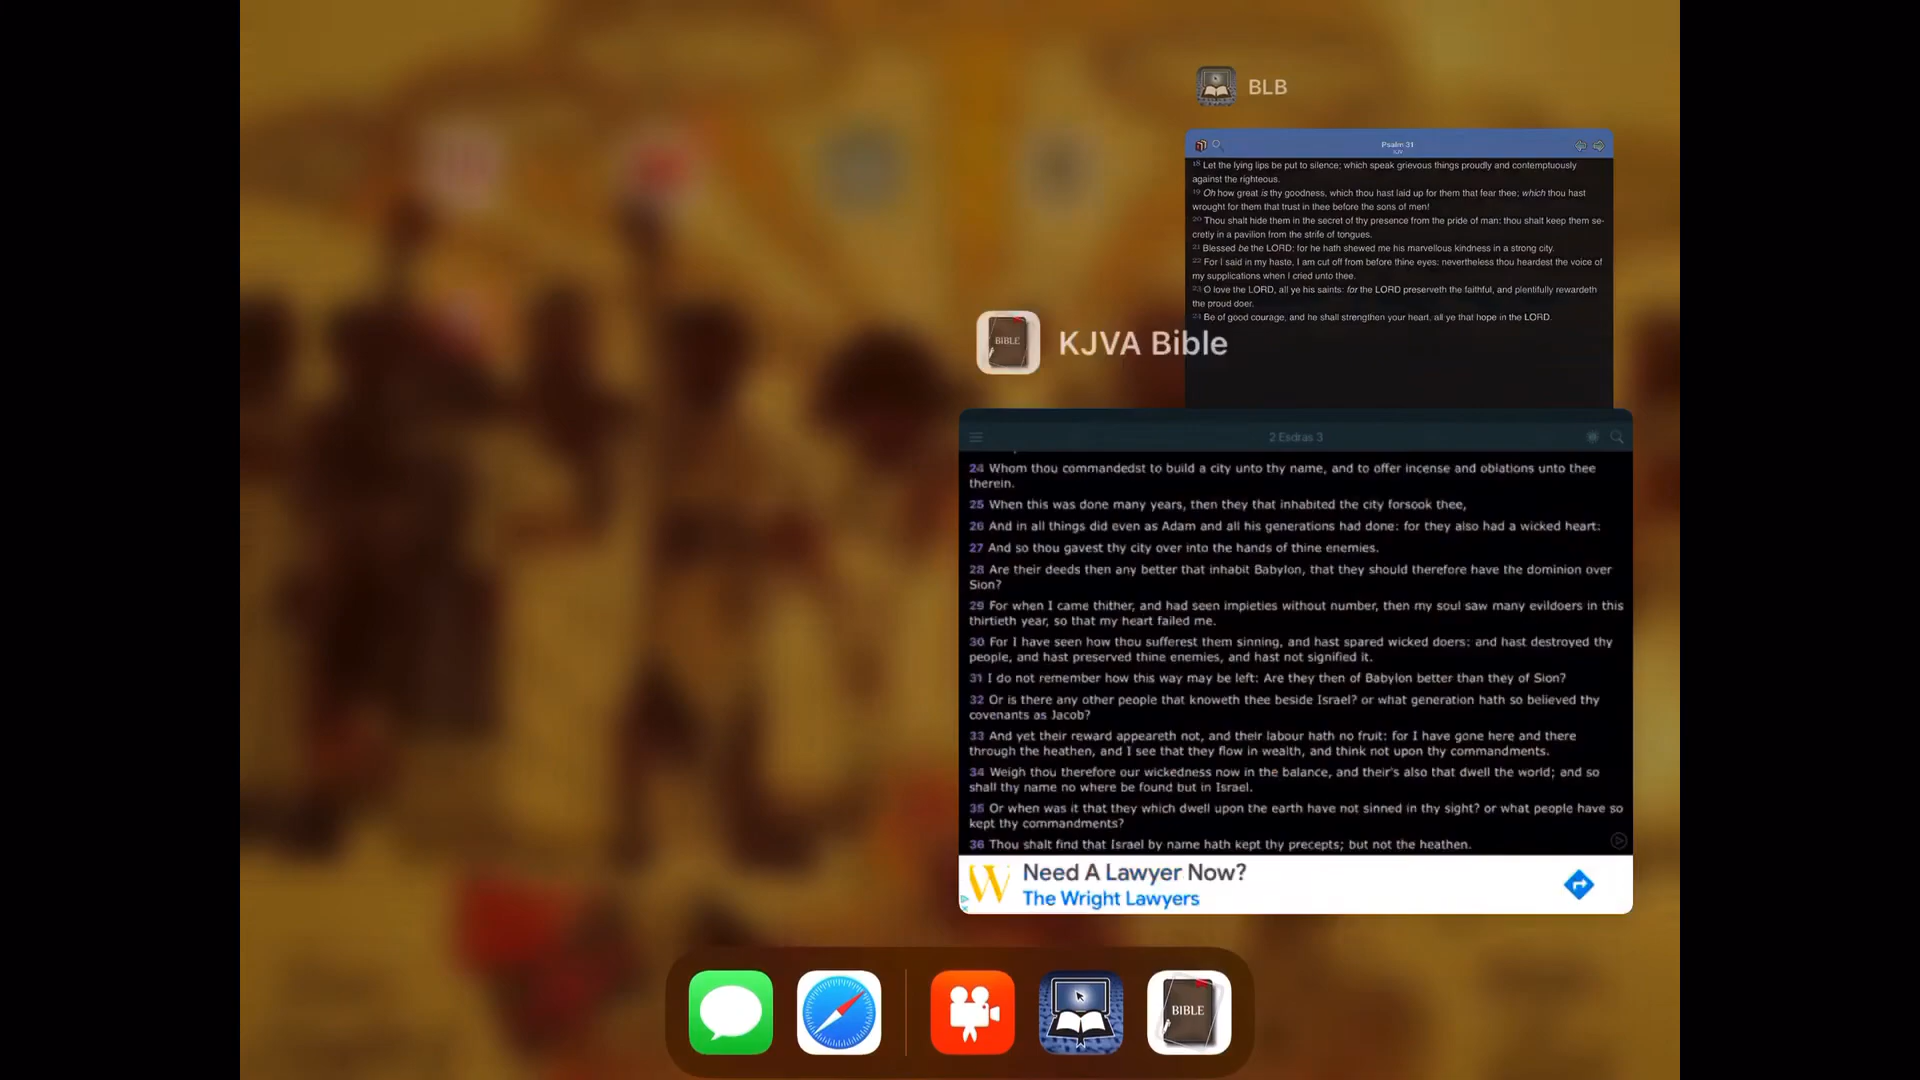 BLB
Psalm 31
KJV
18 Let the lying lips be put to silence; which speak grievous things proudly and contemptuously
against the righteous.
19 Oh how great is thy goodness, which thou hast laid up for them that fear thee; which thou hast
wrought for them that trust in thee before the sons of men!
20 Thou shalt hide them in the secret of thy presence from the pride of man: thou shalt keep them se-
cretly in a pavilion from the strife of tongues.
21 Blessed be the LORD: for he hath shewed me his marvellous kindness in a strong city.
22 For I said in my haste, I am cut off from before thine eyes: nevertheless thou heardest the voice of
my supplications when I cried unto thee.
23 O love the LORD, all ye his saints: for the LORD preserveth the faithful, and plentifully rewardeth
the proud doer.
24 Be of good courage, and he shall strengthen your heart, all ye that hope in the LORD.
BIBLE
KJVA Bible
2 Esdras 3
24 Whom thou commandedst to build a city unto thy name, and to offer incense and oblations unto thee
therein.
25 When this was done many years, then they that inhabited the city forsook thee,
26 And in all things did even as Adam and all his generations had done: for they also had a wicked heart:
27 And so thou gavest thy city over into the hands of thine enemies.
28 Are their deeds then any better that inhabit Babylon, that they should therefore have the dominion over
Sion?
29 For when I came thither, and had seen impieties without number, then my soul saw many evildoers in this
thirtieth year, so that my heart failed me.
30 For I have seen how thou sufferest them sinning, and hast spared wicked doers: and hast destroyed thy
people, and hast preserved thine enemies, and hast not signified it.
31 I do not remember how this way may be left: Are they then of Babylon better than they of Sion?
32 Or is there any other people that knoweth thee beside Israel? or what generation hath so believed thy
covenants as Jacob?
33 And yet their reward appeareth not, and their labour hath no fruit: for I have gone here and there
through the heathen, and I see that they flow in wealth, and think not upon thy commandments.
34 Weigh thou therefore our wickedness now in the balance, and their's also that dwell the world; and so
shall thy name no where be found but in Israel.
35 Or when was it that they which dwell upon the earth have not sinned in thy sight? or what people have so
kept thy commandments?
36 Thou shalt find that Israel by name hath kept thy precepts; but not the heathen.
Need A Lawyer Now?
The Wright Lawyers
BIBLE